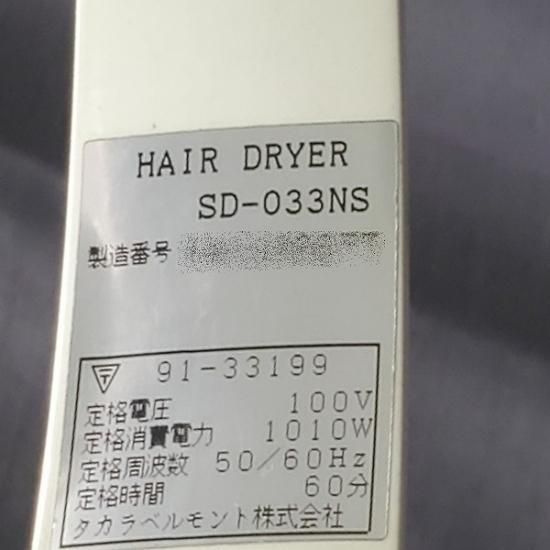 HAIR DRYER
SD-033NS
製造番号
〒 91-33199
定格電圧 100V
定格消費電力 1010W
定格周波数 50/60Hz
定格時間 60分
タカラベルモント株式会社